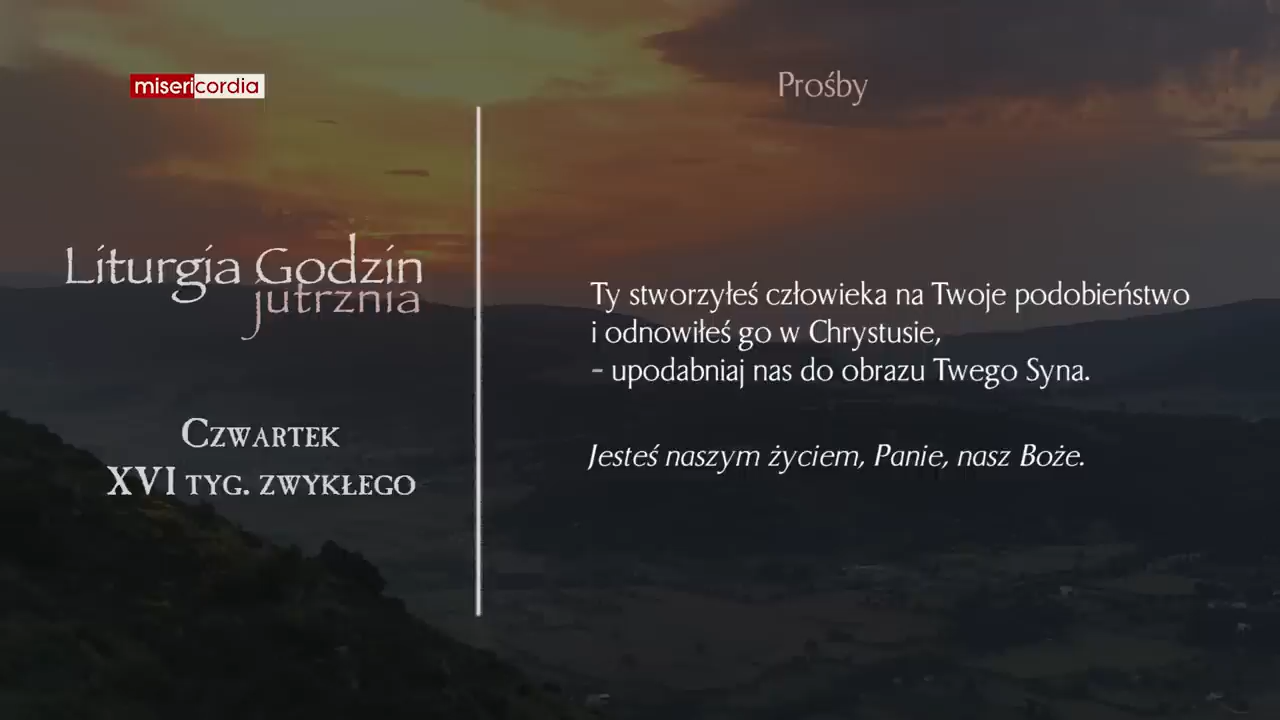 misericordia
Prośby
Liturgia Godzin
jutrznia
Czwartek
XVI tyg. zwykłego
Ty stworzyłeś człowieka na Twoje podobieństwo
i odnowiłeś go w Chrystusie,
- upodabniaj nas do obrazu Twego Syna.
Jesteś naszym życiem, Panie, nasz Boże.